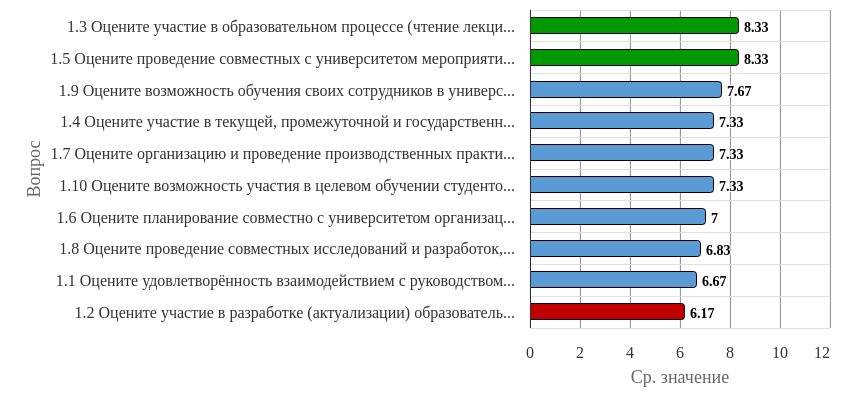 1.3 Оцените участие в образовательном процессе (чтение лекци... 8.33
1.5 Оцените проведение совместных с университетом мероприяти... 8.33
1.9 Оцените возможность обучения своих сотрудников в универс... 7.67
1.4 Оцените участие в текущей, промежуточной и государственн... 7.33
1.7 Оцените организацию и проведение производственных практи... 7.33
1.10 Оцените возможность участия в целевом обучении студенто... 7.33
1.6 Оцените планирование совместно с университетом организац... 7
1.8 Оцените проведение совместных исследований и разработок,... 6.83
1.1 Оцените удовлетворённость взаимодействием с руководством... 6.67
1.2 Оцените участие в разработке (актуализации) образователь... 6.17
Вопрос
0 2 4 6 8 10 12
Ср. значение